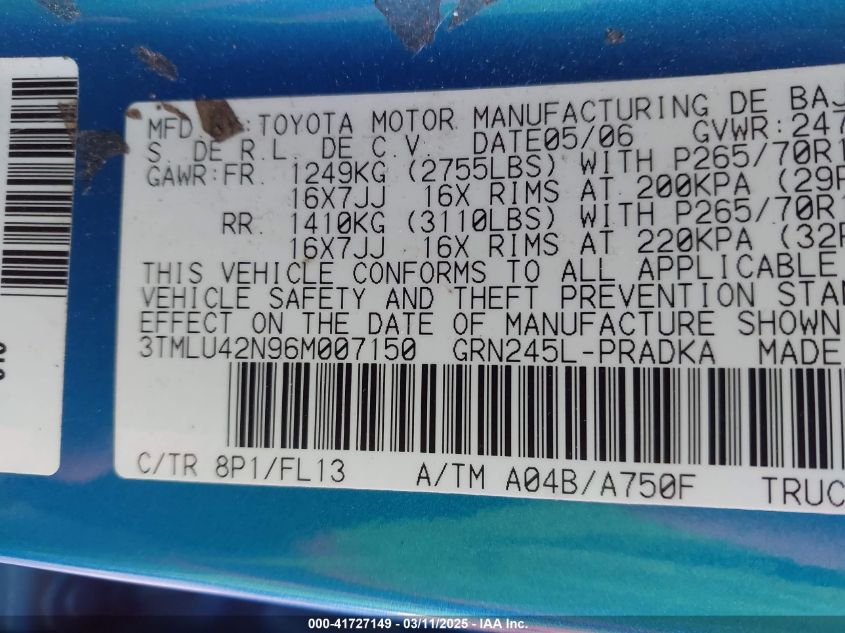 MFD. BY: TOYOTA MOTOR MANUFACTURING DE BAJ
S. DE R.L. DE C.V. DATE05/06 GVWR:247
GAWR:FR. 1249KG (2755LBS) WITH P265/70R1
16X7JJ 16X RIMS AT 200KPA (29P
RR. 1410KG (3110LBS) WITH P265/70R1
16X7JJ 16X RIMS AT 220KPA (32P
THIS VEHICLE CONFORMS TO ALL APPLICABLE
VEHICLE SAFETY AND THEFT PREVENTION STAN
EFFECT ON THE DATE OF MANUFACTURE SHOWN
3TMLU42N96M007150 GRN245L-PRADKA MADE
C/TR 8P1/FL13 A/TM A04B/A750F TRUC
000-41727149 - 03/11/2025 - IAA Inc.